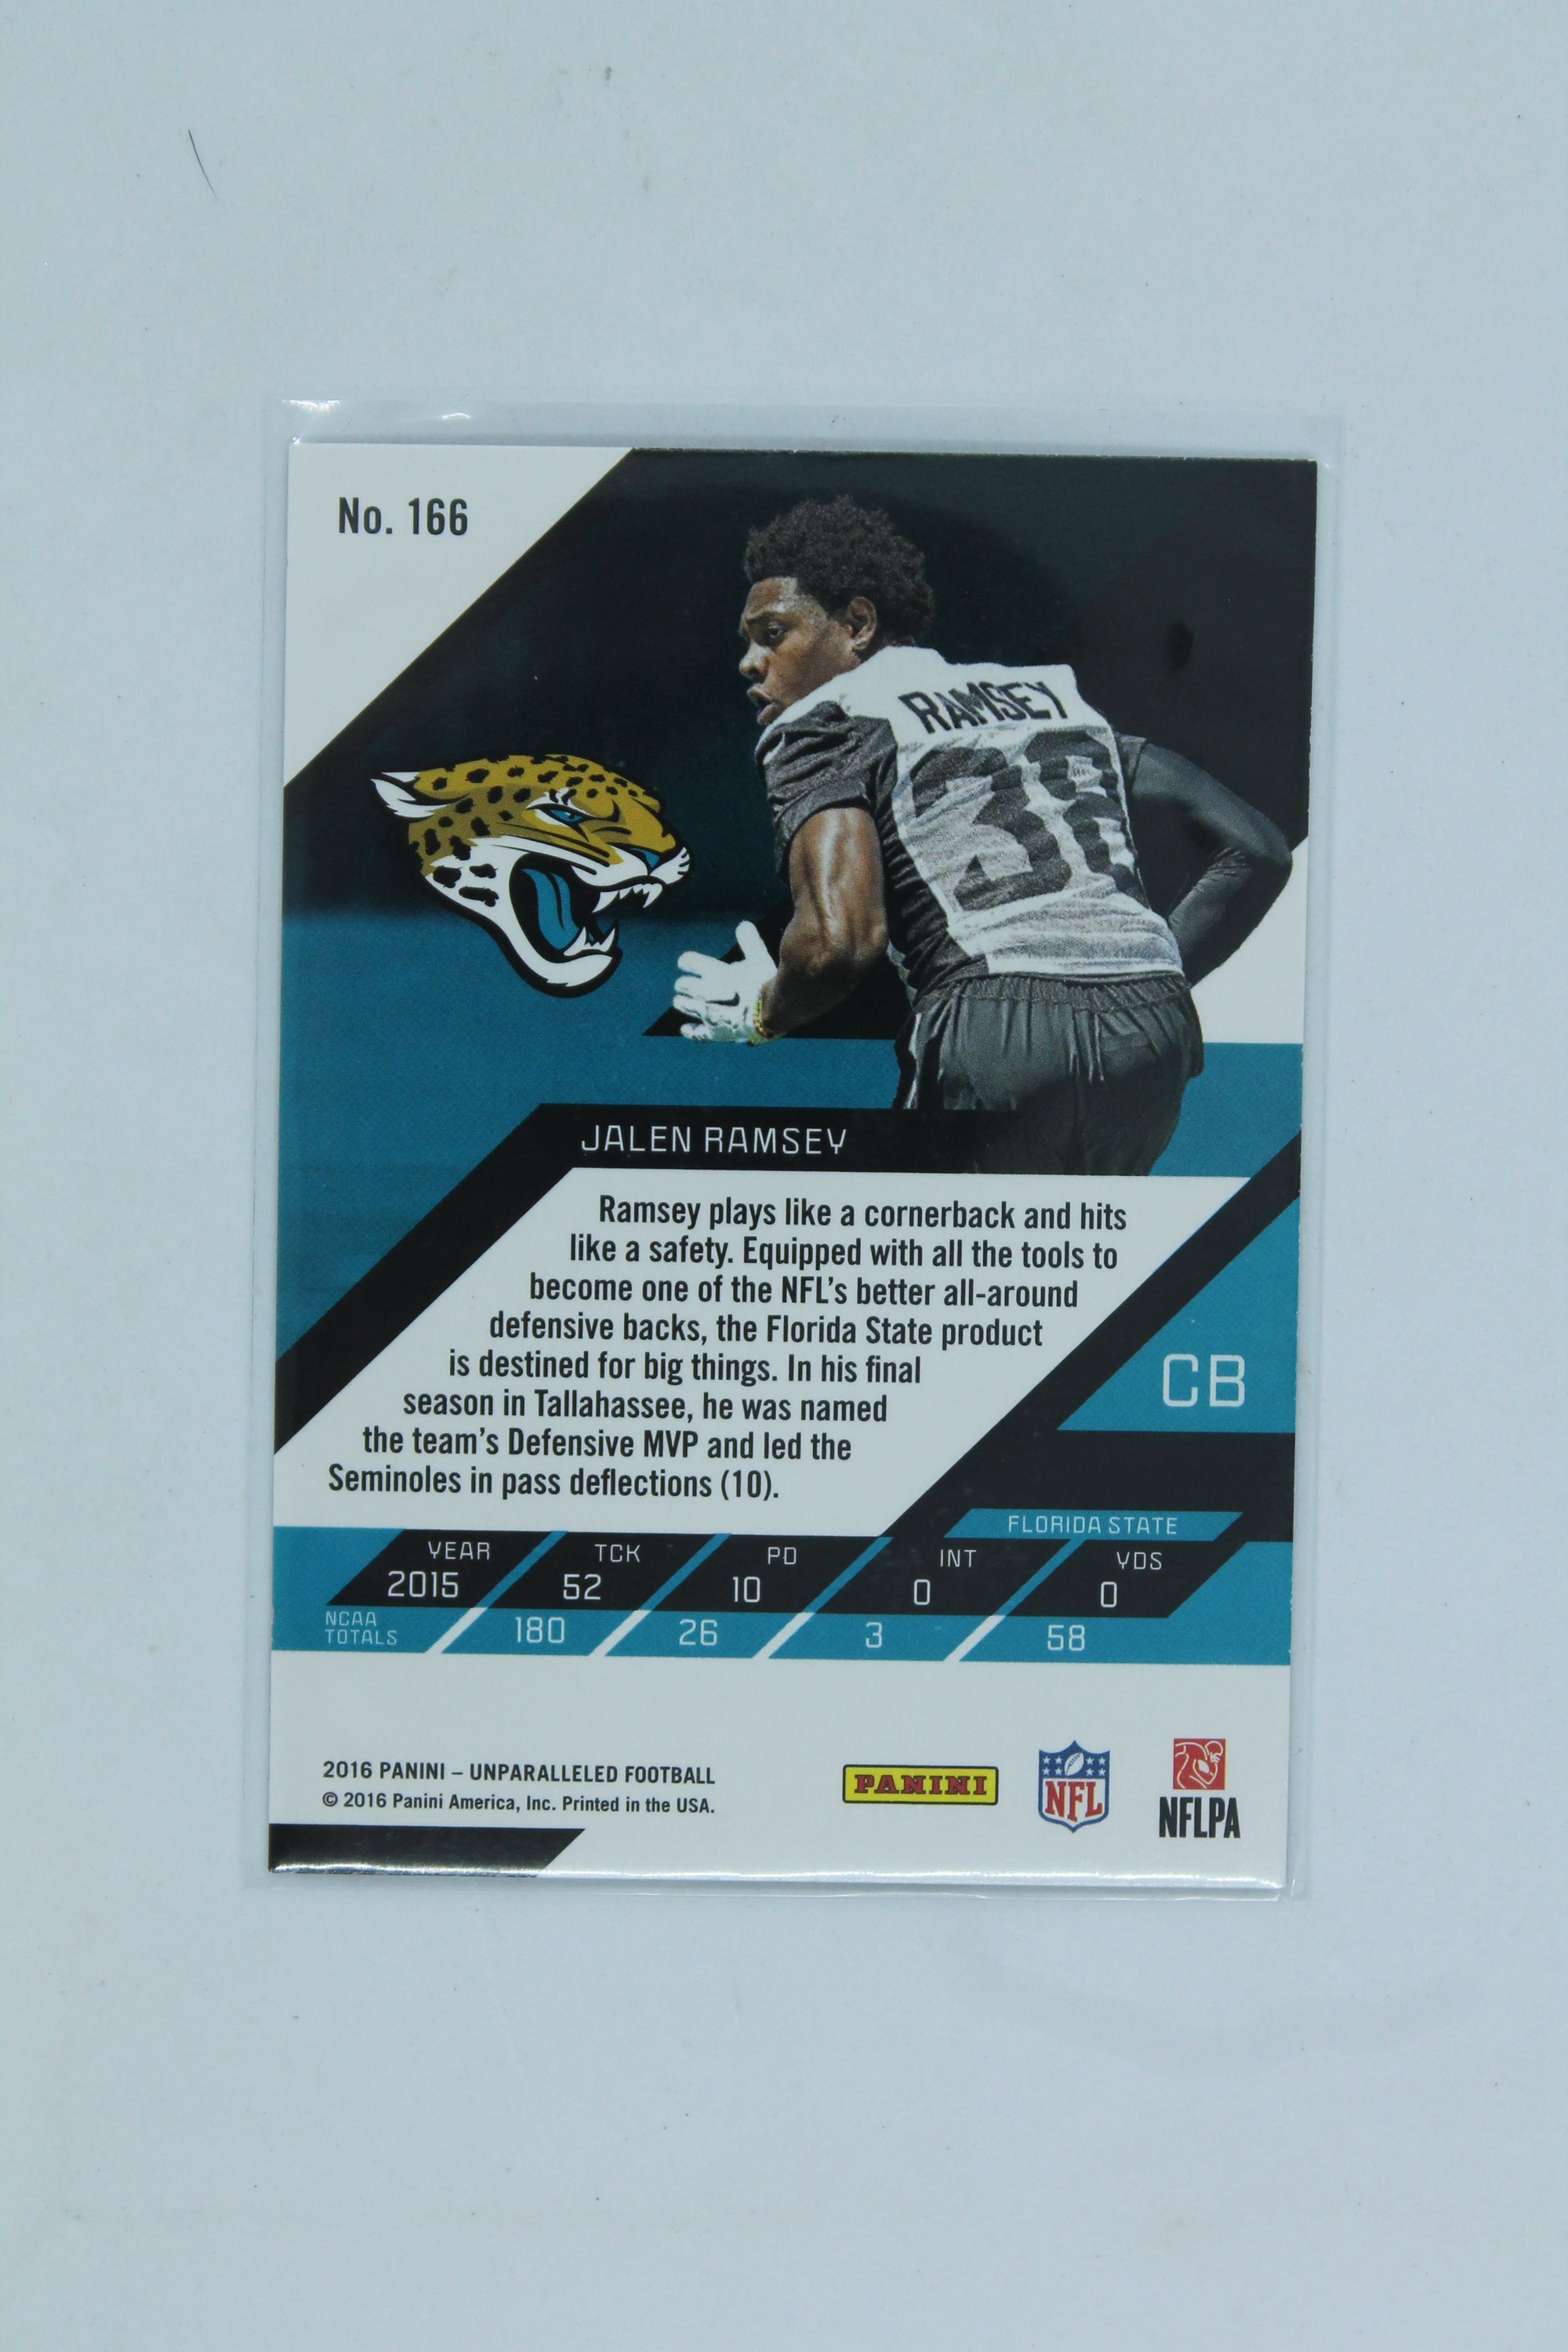 No. 166
RAMSEY
38
JALEN RAMSEY
Ramsey plays like a cornerback and hits
like a safety. Equipped with all the tools to
become one of the NFL's better all-around
defensive backs, the Florida State product
is destined for big things. In his final
season in Tallahassee, he was named
the team's Defensive MVP and led the
Seminoles in pass deflections (10).
CB
FLORIDA STATE
YEAR TCK PD INT YDS
2015 52 10 0 0
NCAA
TOTALS 180 26 3 58
2016 PANINI – UNPARALLELED FOOTBALL
© 2016 Panini America, Inc. Printed in the USA.
PANINI
NFL
NFLPA